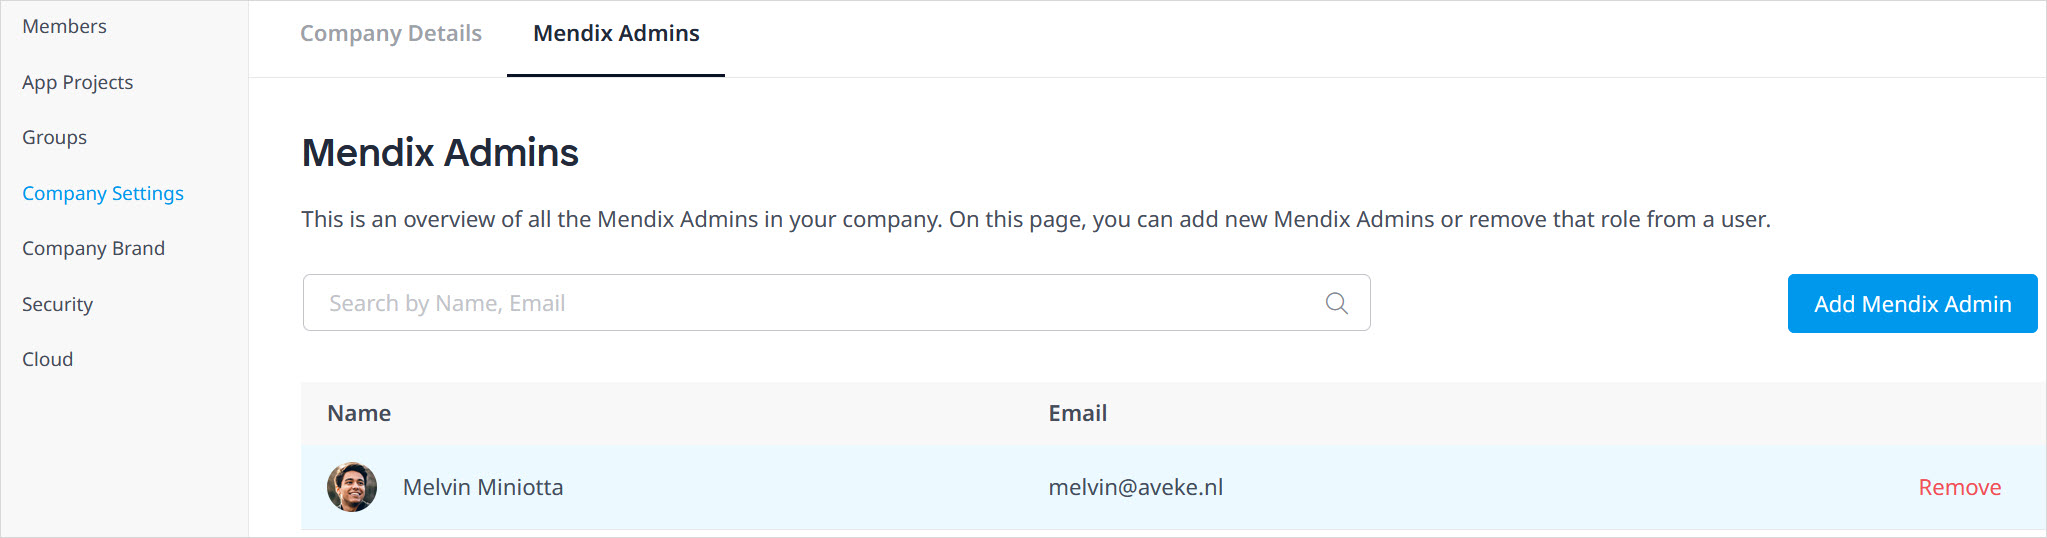 Members
App Projects
Groups
Company Settings
Company Brand
Security
Cloud
Company Details
Mendix Admins
Mendix Admins
This is an overview of all the Mendix Admins in your company. On this page, you can add new Mendix Admins or remove that role from a user.
Search by Name, Email
Add Mendix Admin
Name
Email
Melvin Miniotta
melvin@aveke.nl
Remove